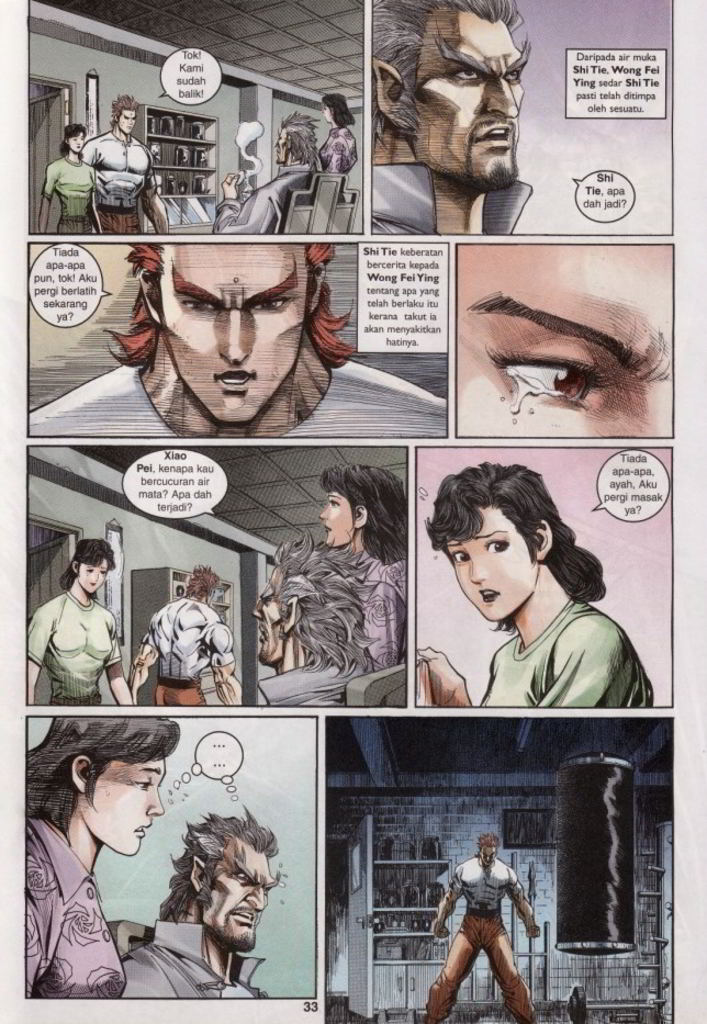 Tok!
Kami
sudah
balik!
Daripada air muka
Shi Tie, Wong Fei
Ying sedar Shi Tie
pasti telah ditimpa
oleh sesuatu.
Shi
Tie, apa
dah jadi?
Tiada
apa-apa
pun, tok! Aku
pergi berlatih
sekarang
ya?
Shi Tie keberatan
bercerita kepada
Wong Fei Ying
tentang apa yang
telah berlaku itu
kerana takut ia
akan menyakitkan
hatinya.
Xiao
Pei, kenapa kau
bercucuran air
mata? Apa dah
terjadi?
Tiada
apa-apa,
ayah, Aku
pergi masak
ya?
...
...
33